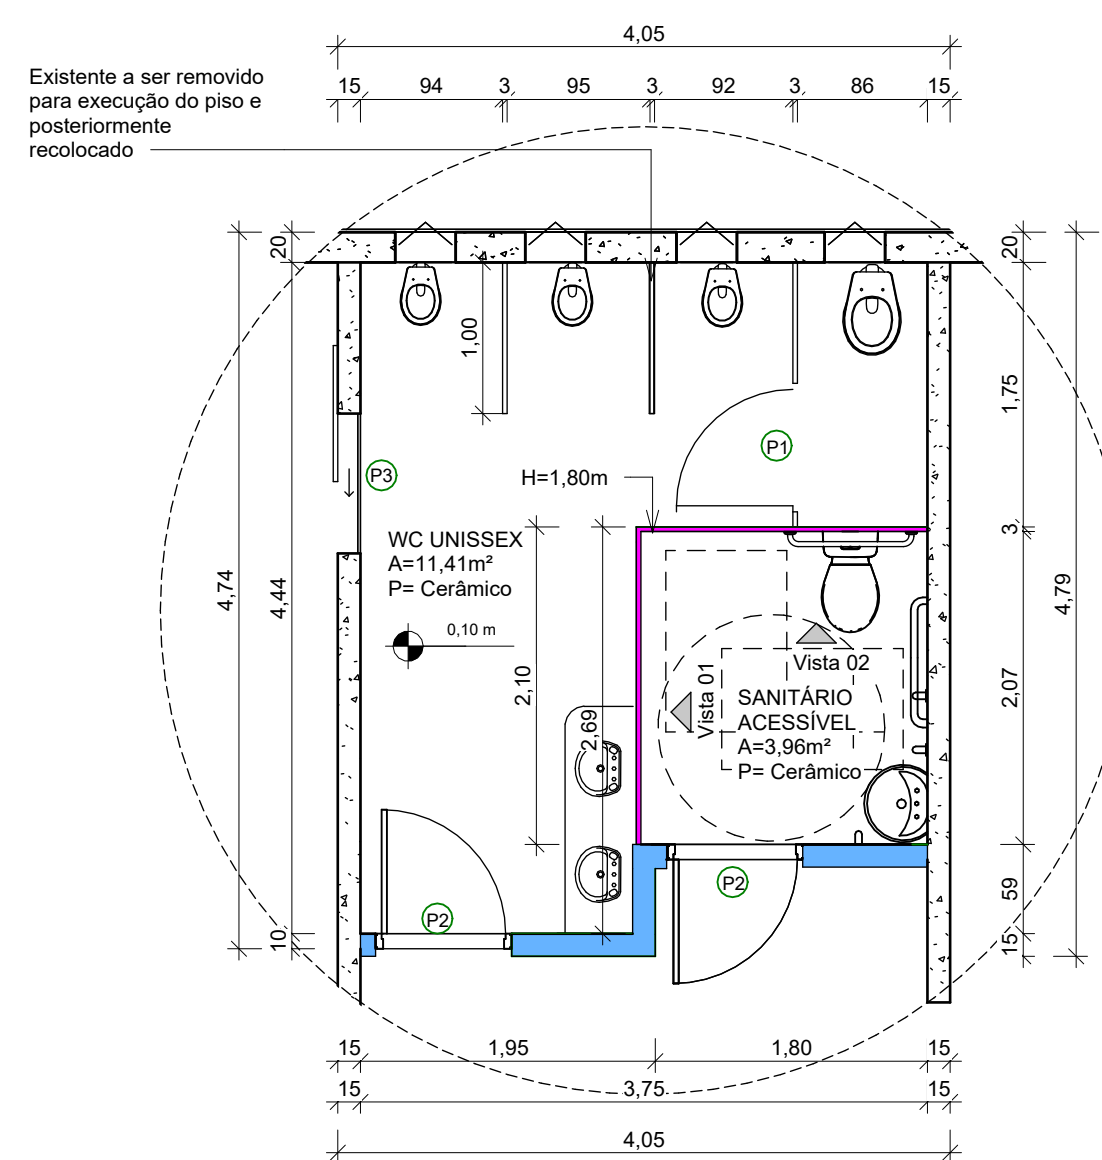 4,05
Existente a ser removido
para execução do piso e
posteriormente
recolocado
15 94 3 95 3 92 3 86 15
20
20
1,00
1,75
P1
P3
H=1,80m
WC UNISSEX
A=11,41m²
P= Cerâmico
0,10 m
3
4,74
4,44
4,79
2,10
2,69
2,07
Vista 01
Vista 02
SANITÁRIO
ACESSÍVEL
A=3,96m²
P= Cerâmico
P2
P2
59
10
15
15 1,95 1,80 15
15 3,75 15
4,05